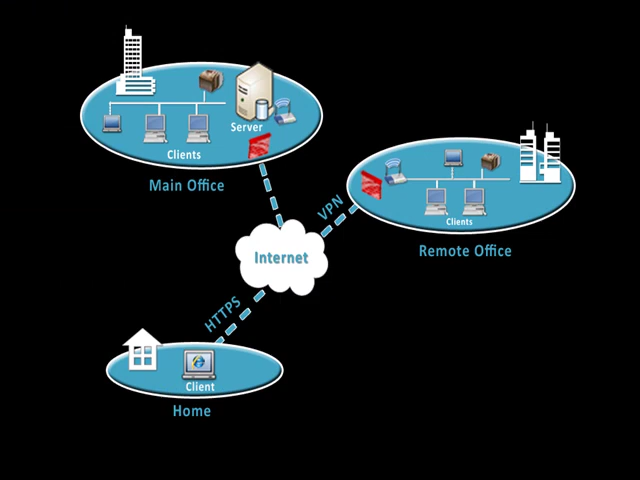 Server
Clients
Main Office
VPN
Clients
Remote Office
Internet
HTTPS
Client
Home